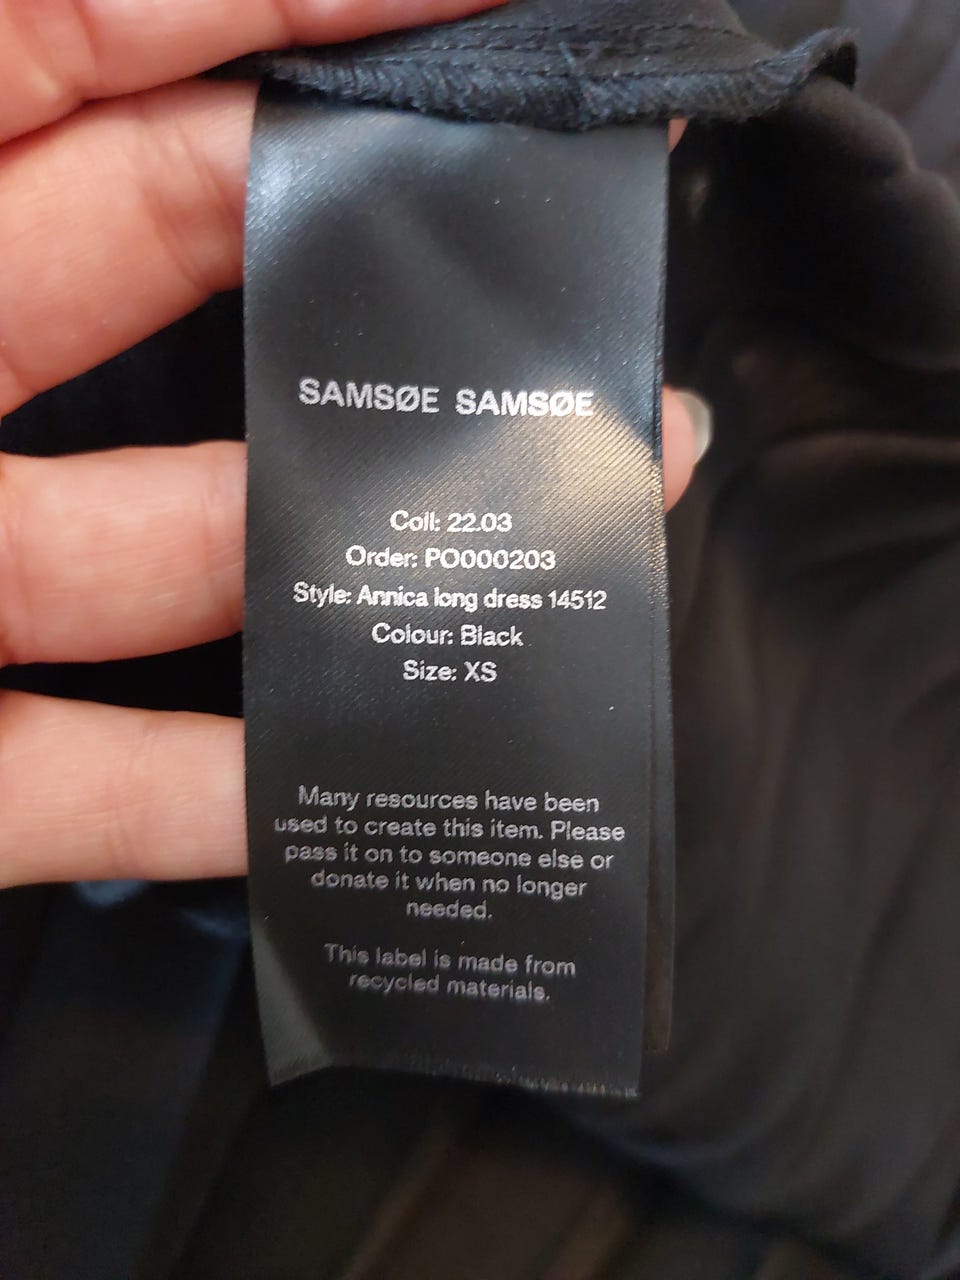 SAMSØE SAMSØE
Coll: 22.03
Order: PO000203
Style: Annica long dress 14512
Colour: Black
Size: XS
Many resources have been
used to create this item. Please
pass it on to someone else or
donate it when no longer
needed.
This label is made from
recycled materials.